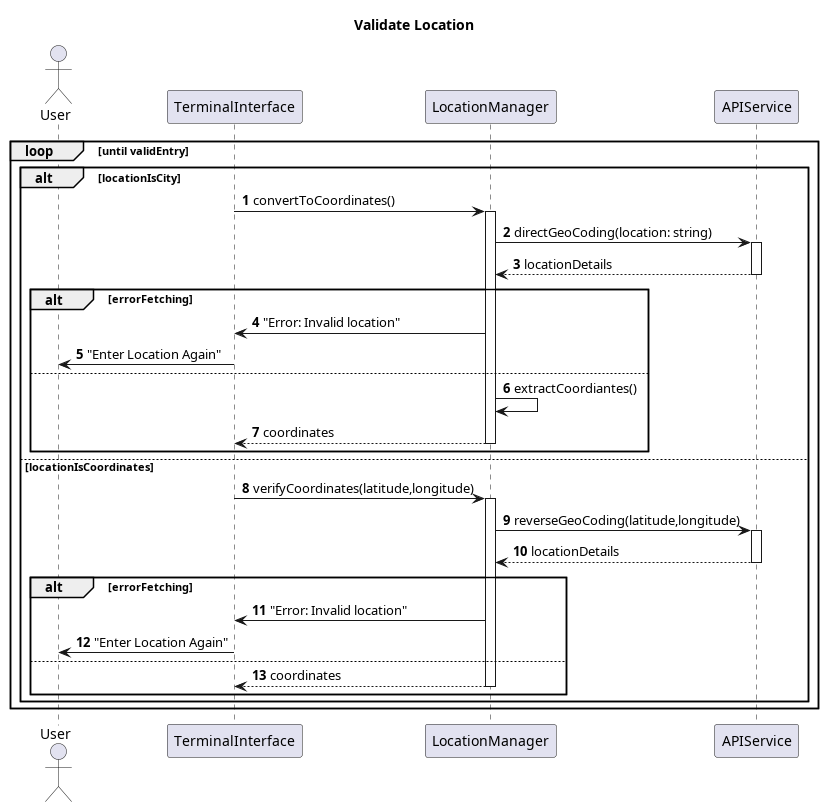 Validate Location
User
TerminalInterface
LocationManager
APIService
loop [until validEntry]
alt [locationIsCity]
1 convertToCoordinates()
2 directGeoCoding(location: string)
3 locationDetails
alt [errorFetching]
4 "Error: Invalid location"
5 "Enter Location Again"
6 extractCoordiantes()
7 coordinates
[locationIsCoordinates]
8 verifyCoordinates(latitude,longitude)
9 reverseGeoCoding(latitude,longitude)
10 locationDetails
alt [errorFetching]
11 "Error: Invalid location"
12 "Enter Location Again"
13 coordinates
User
TerminalInterface
LocationManager
APIService